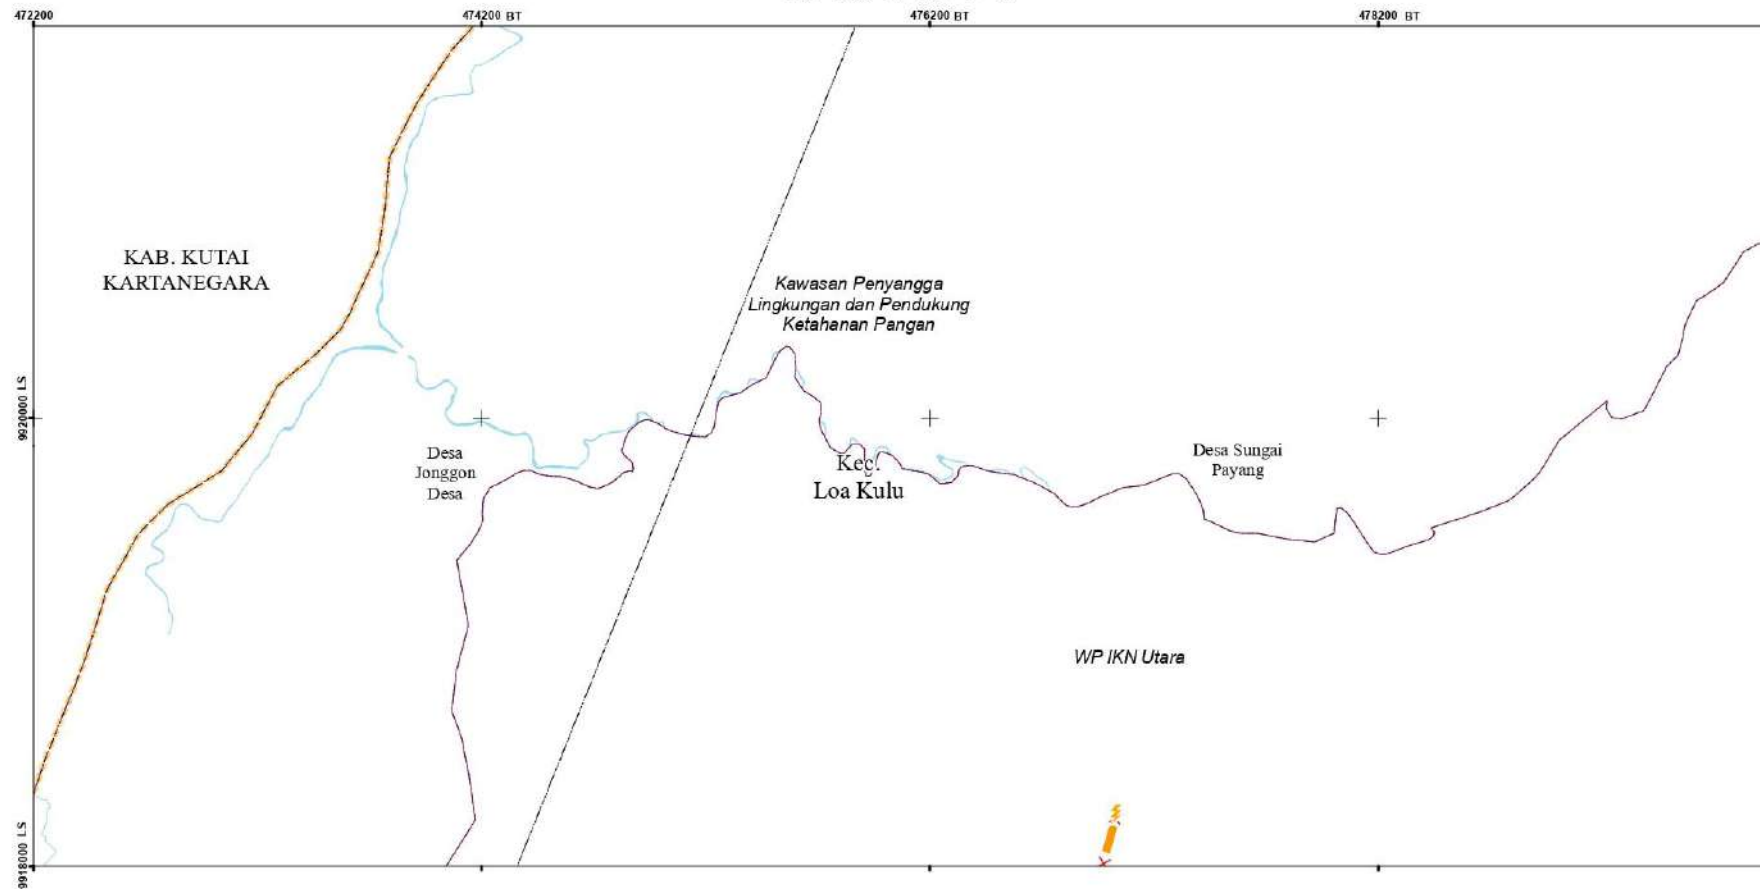 472200 BT
474200 BT
476200 BT
478200 BT
KAB. KUTAI
KARTANEGARA
Kawasan Penyangga
Lingkungan dan Pendukung
Ketahanan Pangan
9920000 LS
Desa
Jonggon
Desa
Kec.
Loa Kulu
Desa Sungai
Payang
WP IKN Utara
9918000 LS